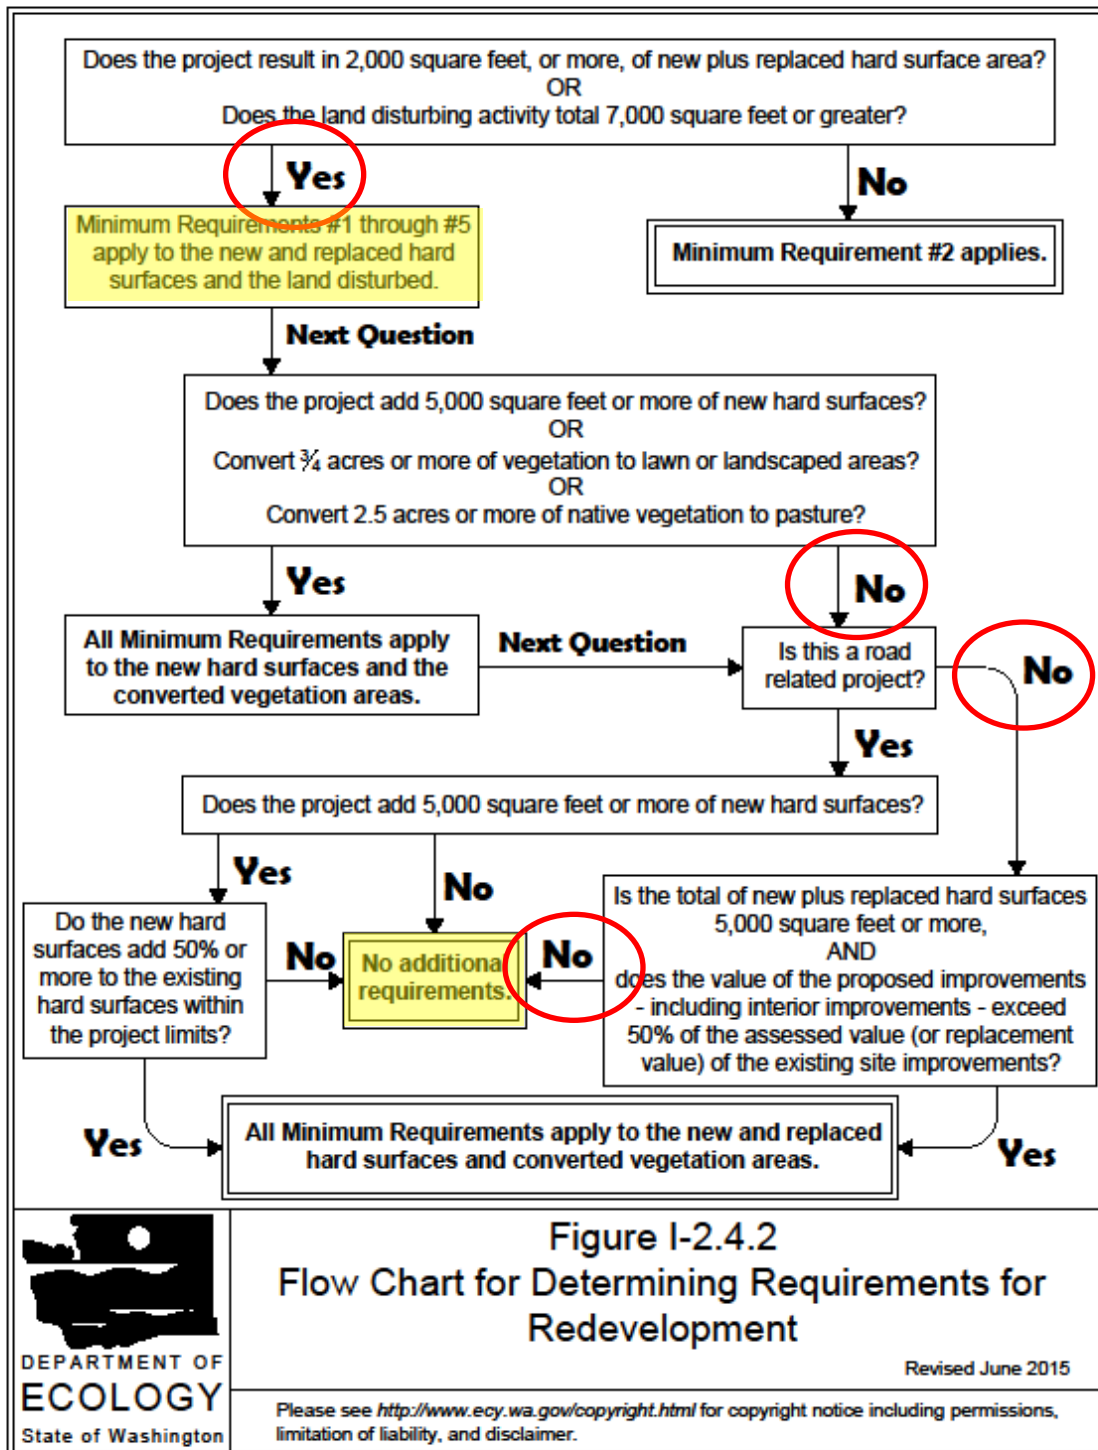 Does the project result in 2,000 square feet, or more, of new plus replaced hard surface area?
OR
Does the land disturbing activity total 7,000 square feet or greater?
Yes
No
Minimum Requirements #1 through #5
apply to the new and replaced hard
surfaces and the land disturbed.
Minimum Requirement #2 applies.
Next Question
Does the project add 5,000 square feet or more of new hard surfaces?
OR
Convert ¾ acres or more of vegetation to lawn or landscaped areas?
OR
Convert 2.5 acres or more of native vegetation to pasture?
Yes
No
All Minimum Requirements apply
to the new hard surfaces and the
converted vegetation areas.
Next Question
Is this a road
related project?
No
Yes
Does the project add 5,000 square feet or more of new hard surfaces?
Yes
No
Do the new hard
surfaces add 50% or
more to the existing
hard surfaces within
the project limits?
No
No additional
requirements.
No
Is the total of new plus replaced hard surfaces
5,000 square feet or more,
AND
does the value of the proposed improvements
- including interior improvements - exceed
50% of the assessed value (or replacement
value) of the existing site improvements?
Yes
All Minimum Requirements apply to the new and replaced
hard surfaces and converted vegetation areas.
Yes
DEPARTMENT OF
ECOLOGY
State of Washington
Figure I-2.4.2
Flow Chart for Determining Requirements for
Redevelopment
Revised June 2015
Please see http://www.ecy.wa.gov/copyright.html for copyright notice including permissions,
limitation of liability, and disclaimer.